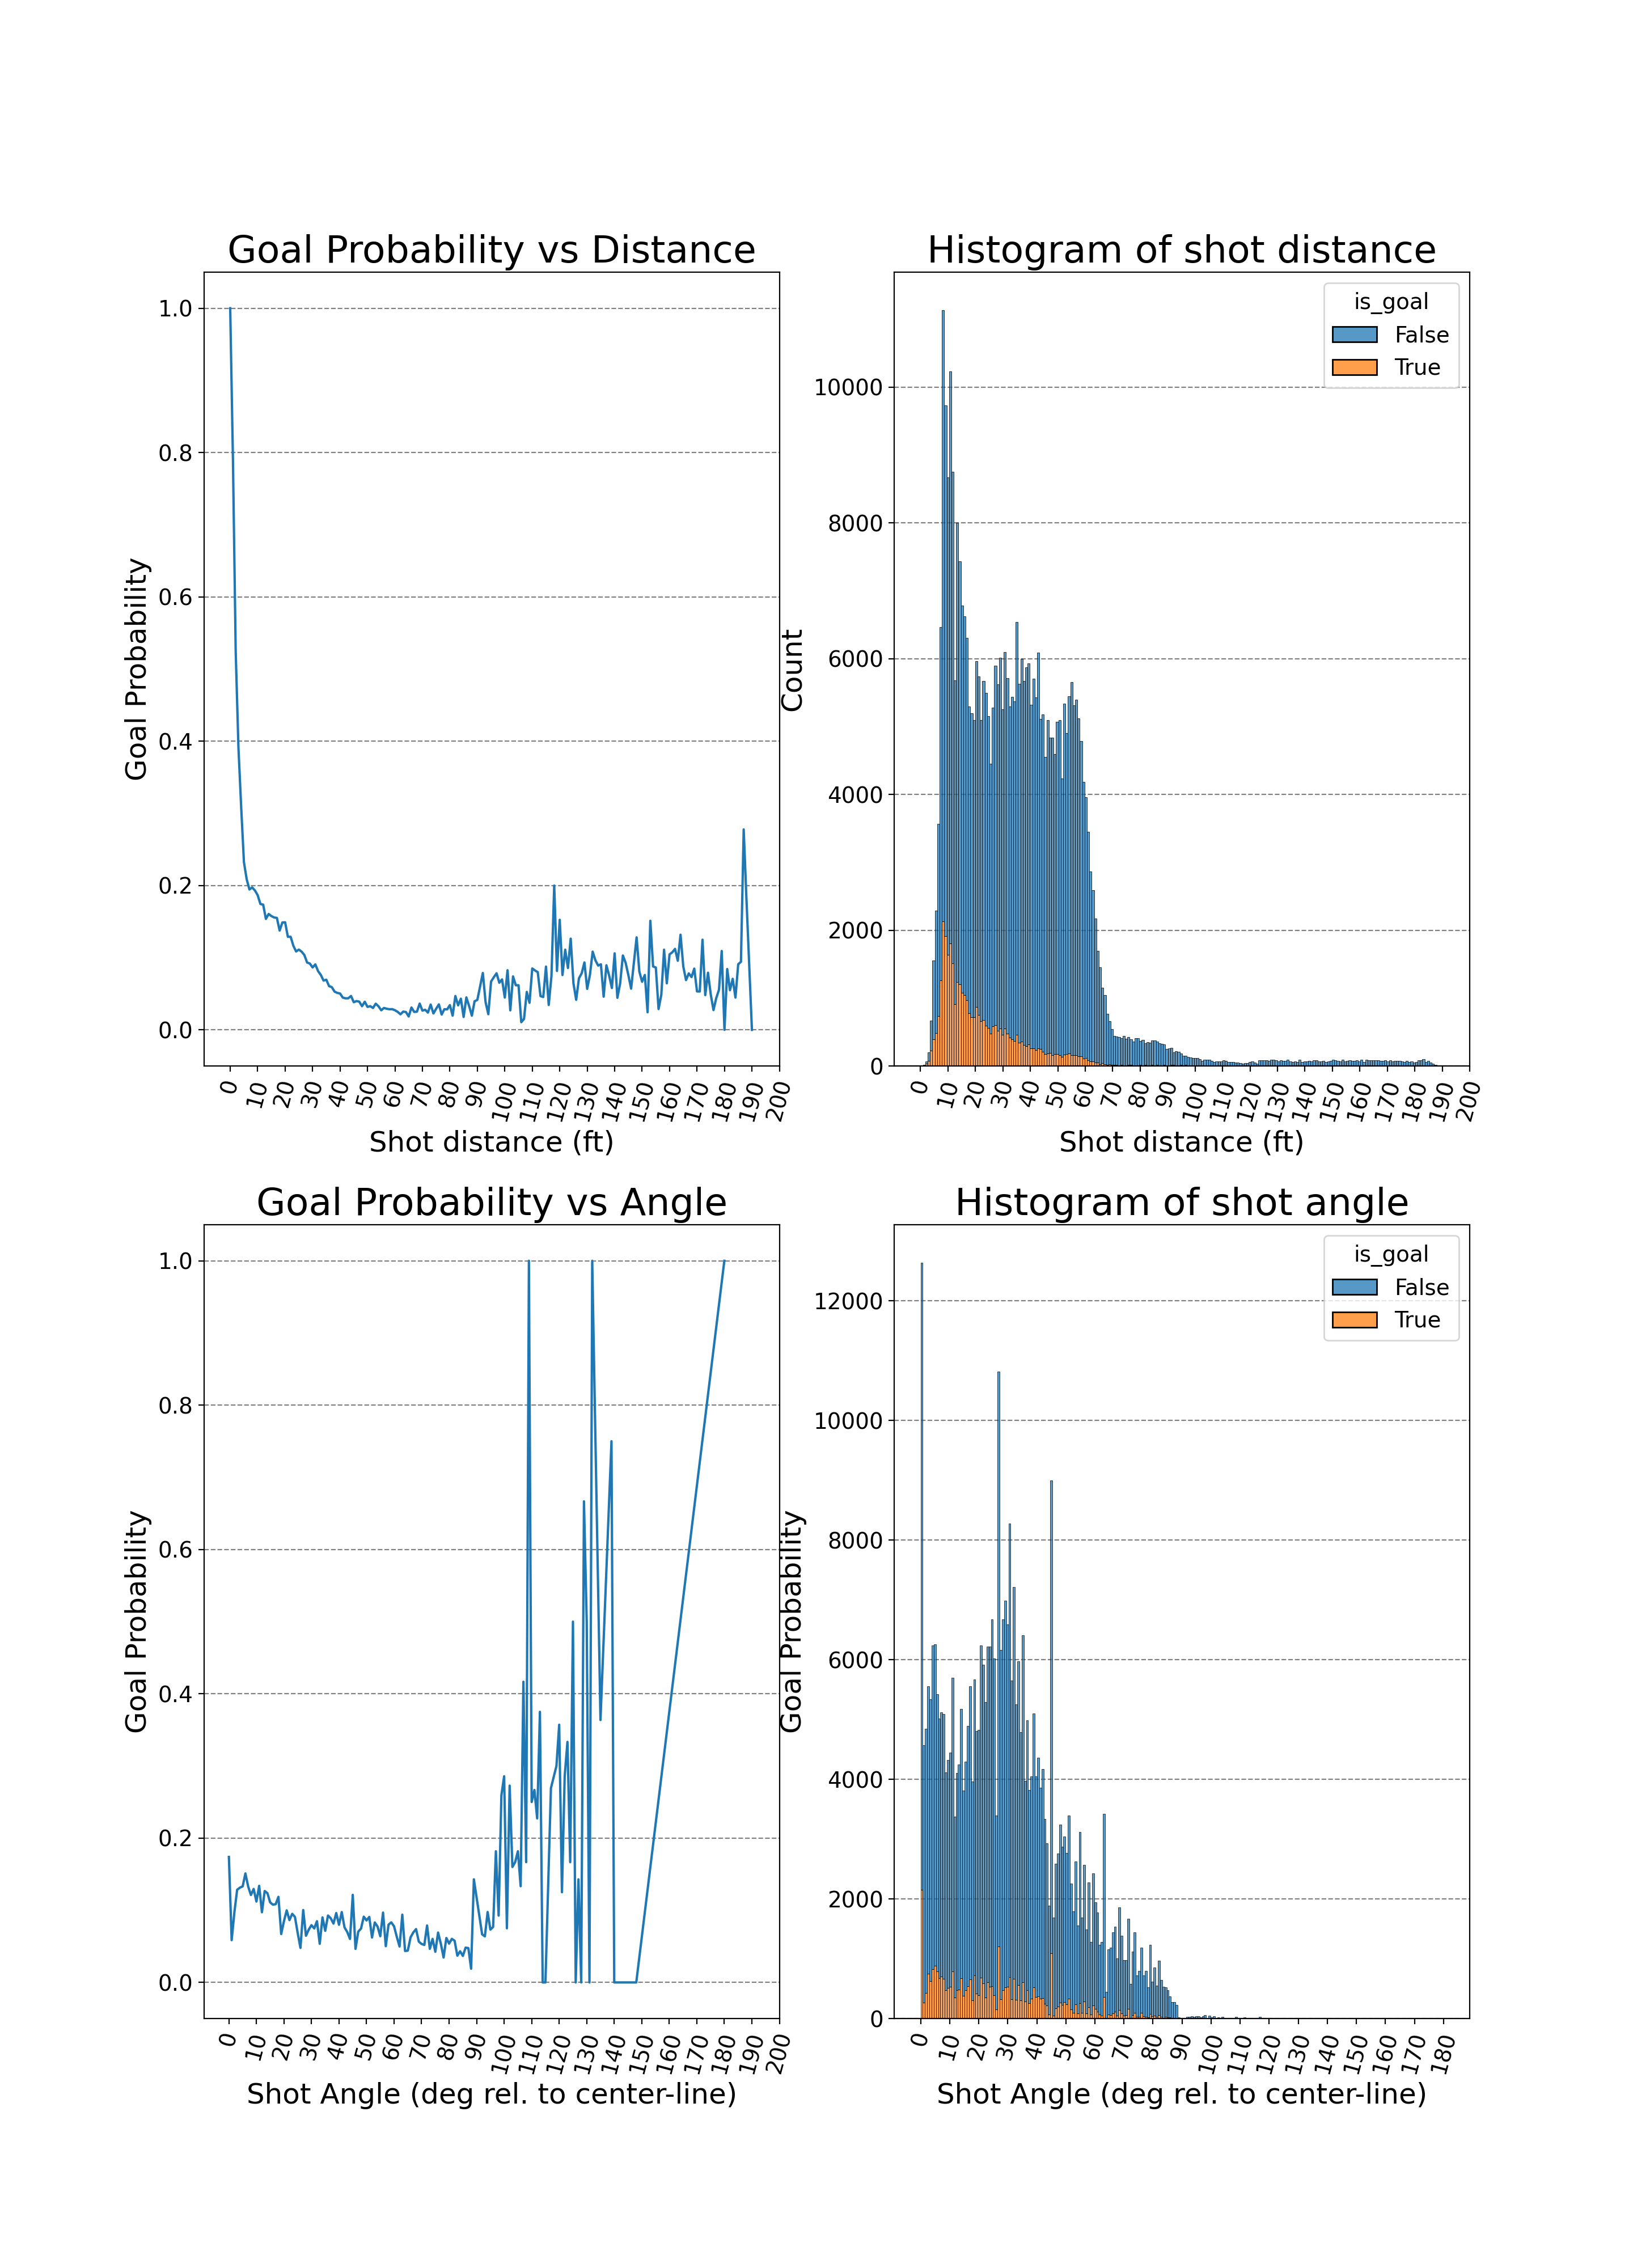 Goal Probability vs Distance
Goal Probability
1.0
0.8
0.6
0.4
0.2
0.0
0 10 20 30 40 50 60 70 80 90 100 110 120 130 140 150 160 170 180 190 200
Shot distance (ft)
Histogram of shot distance
Count
is_goal
False
True
10000
8000
6000
4000
2000
0
0 10 20 30 40 50 60 70 80 90 100 110 120 130 140 150 160 170 180 190 200
Shot distance (ft)
Goal Probability vs Angle
Goal Probability
1.0
0.8
0.6
0.4
0.2
0.0
0 10 20 30 40 50 60 70 80 90 100 110 120 130 140 150 160 170 180 190 200
Shot Angle (deg rel. to center-line)
Histogram of shot angle
Goal Probability
is_goal
False
True
12000
10000
8000
6000
4000
2000
0
0 10 20 30 40 50 60 70 80 90 100 110 120 130 140 150 160 170 180
Shot Angle (deg rel. to center-line)